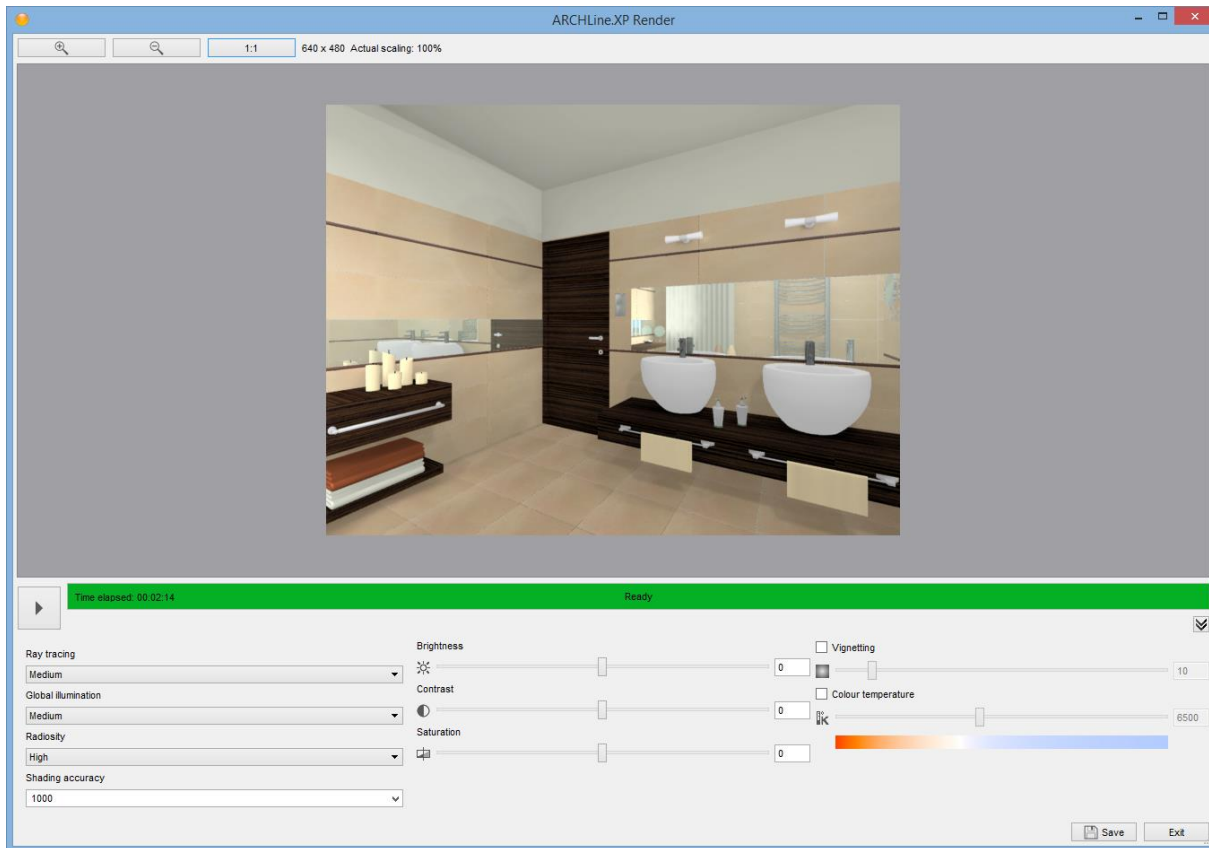 ARCHLine.XP Render
1:1
640 x 480 Actual scaling: 100%
Time elapsed: 00:02:14
Ready
Ray tracing
Medium
Global illumination
Medium
Radiosity
High
Shading accuracy
1000
Brightness
0
Contrast
0
Saturation
0
Vignetting
10
Colour temperature
K
6500
Save
Exit